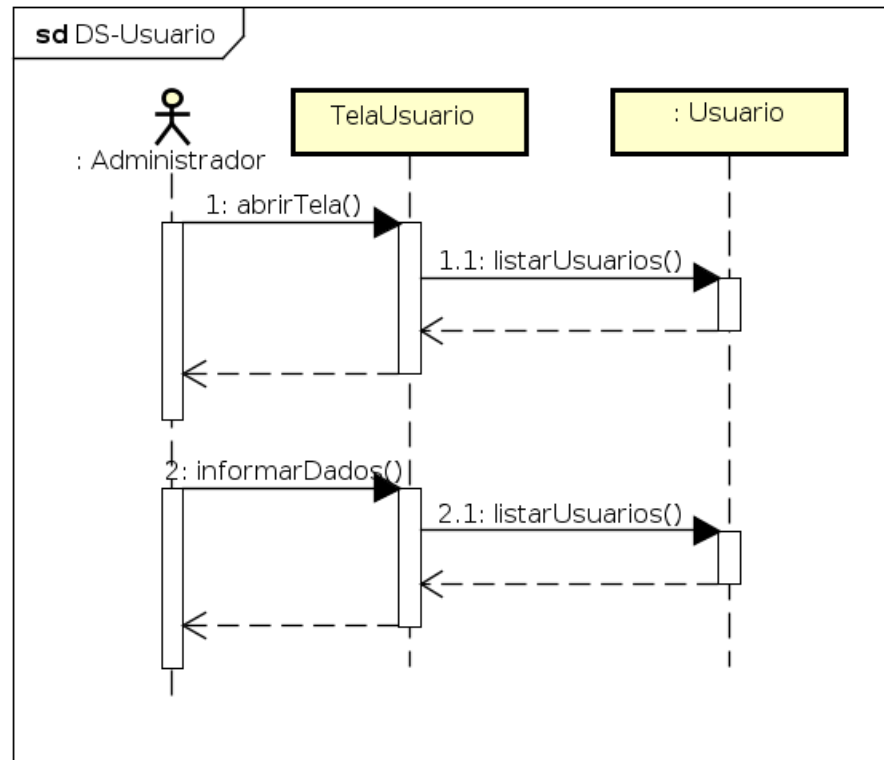 sd DS-Usuario
: Administrador
TelaUsuario
: Usuario
1: abrirTela()
1.1: listarUsuarios()
2: informarDados()
2.1: listarUsuarios()